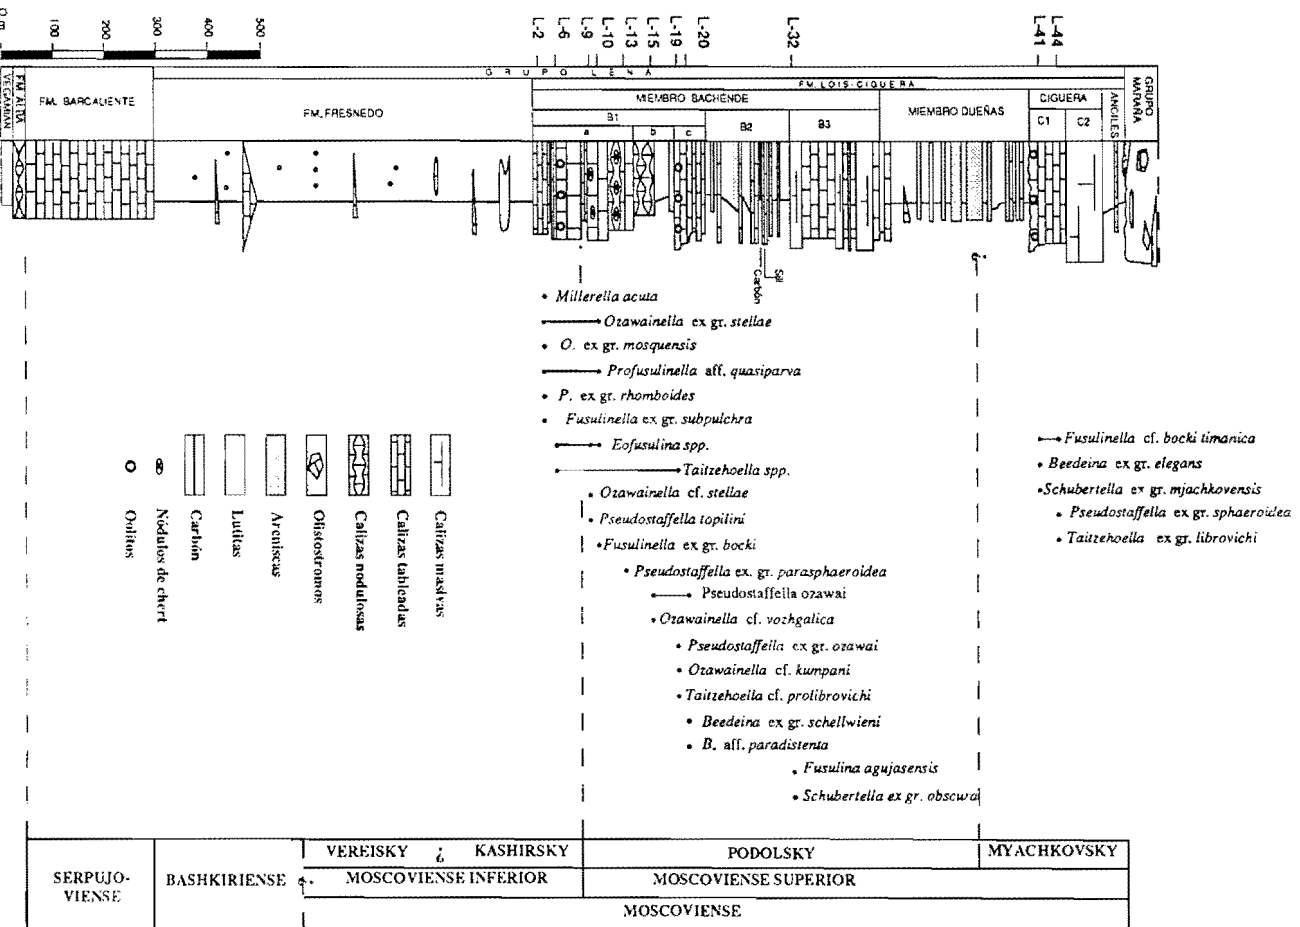 0 m
100
200
300
400
500
L-2
L-6
L-9
L-10
L-13
L-15
L-19
L-20
L-32
L-41
L-44
GRUPO LENA
FM. LOIS-CIGUERA
VEGAMIAN
FM. ALBA
FM. BARCALIENTE
FM. FRESNEDO
MIEMBRO BACHENDE
MIEMBRO DUEÑAS
CIGUERA
ANCILES
GRUPO MARAÑA
B1
a
b
c
B2
B3
C1
C2
Carbón
Sill
¿
Millerella acuta
Ozawainella ex gr. stellae
O. ex gr. mosquensis
Profusulinella aff. quasiparva
P. ex gr. rhomboides
Fusulinella ex gr. subpulchra
Eofusulina spp.
Taitzehoella spp.
Ozawainella cf. stellae
Pseudostaffella topilini
Fusulinella ex gr. bocki
Pseudostaffella ex. gr. parasphaeroidea
Pseudostaffella ozawai
Ozawainella cf. vozhgalica
Pseudostaffella ex gr. ozawai
Ozawainella cf. kumpani
Taitzehoella cf. prolibrovichi
Beedeina ex gr. schellwieni
B. aff. paradistenta
Fusulina agujasensis
Schubertella ex gr. obscura
Fusulinella cf. bocki timanica
Beedeina ex gr. elegans
Schubertella ex gr. mjachkovensis
Pseudostaffella ex gr. sphaeroidea
Taitzehoella ex gr. librovichi
Oolitos
Nódulos de chert
Carbón
Lutitas
Areniscas
Olistostromos
Calizas nodulosas
Calizas tableadas
Calizas masivas
VEREISKY ¿ KASHIRSKY
PODOLSKY
MYACHKOVSKY
SERPUJO-
VIENSE
BASHKIRIENSE
MOSCOVIENSE INFERIOR
MOSCOVIENSE SUPERIOR
MOSCOVIENSE